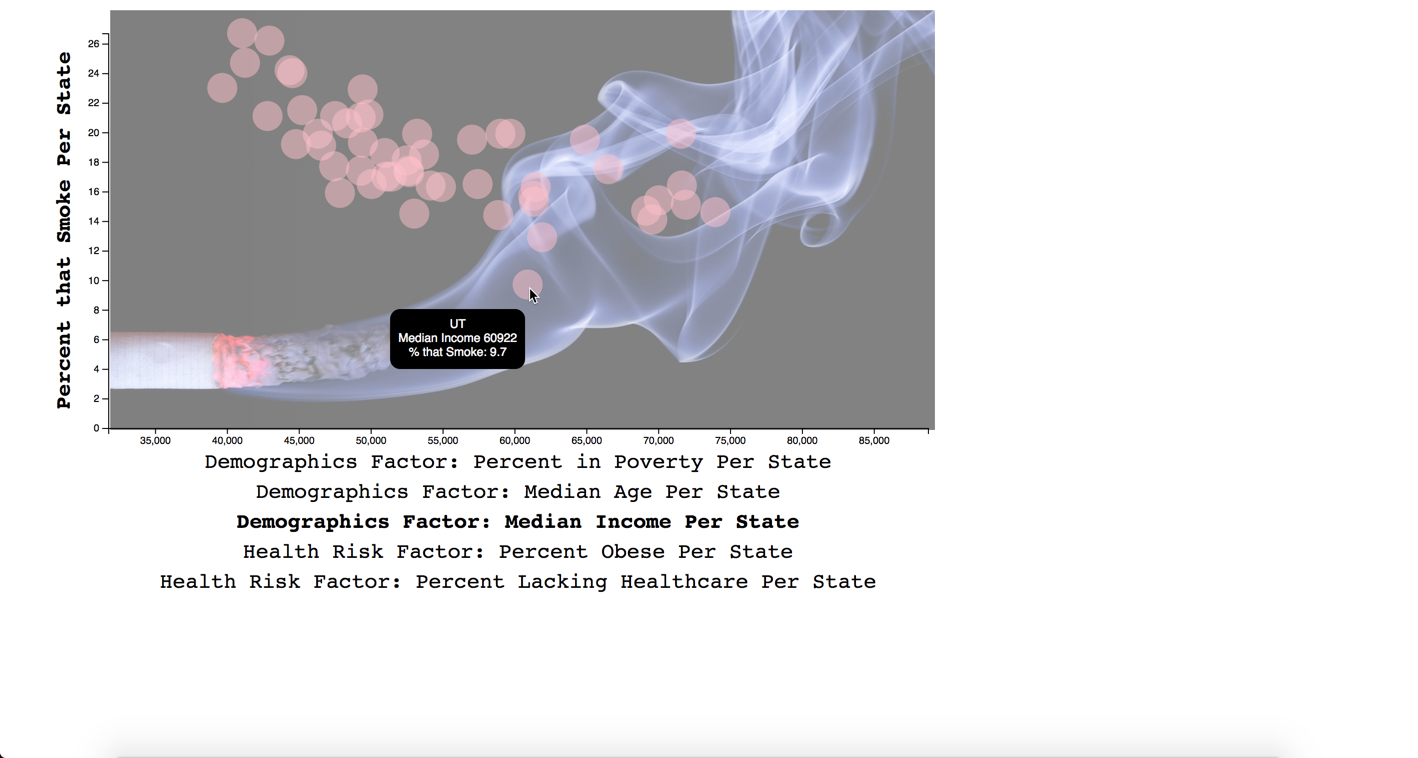 Percent that Smoke Per State
26
24
22
20
18
16
14
12
10
8
6
4
2
0
UT
Median Income 60922
% that Smoke: 9.7
35,000 40,000 45,000 50,000 55,000 60,000 65,000 70,000 75,000 80,000 85,000
Demographics Factor: Percent in Poverty Per State
Demographics Factor: Median Age Per State
Demographics Factor: Median Income Per State
Health Risk Factor: Percent Obese Per State
Health Risk Factor: Percent Lacking Healthcare Per State